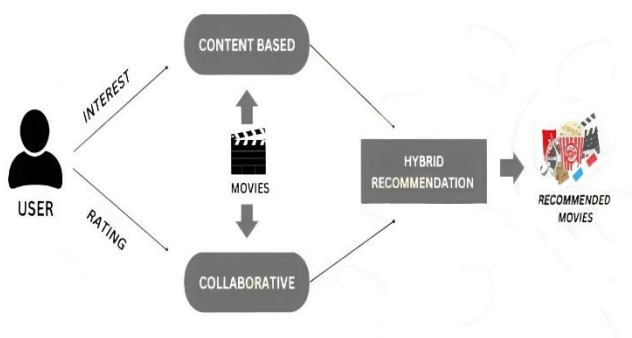 CONTENT BASED
INTEREST
MOVIES
USER
HYBRID
RECOMMENDATION
RECOMMENDED
MOVIES
RATING
COLLABORATIVE